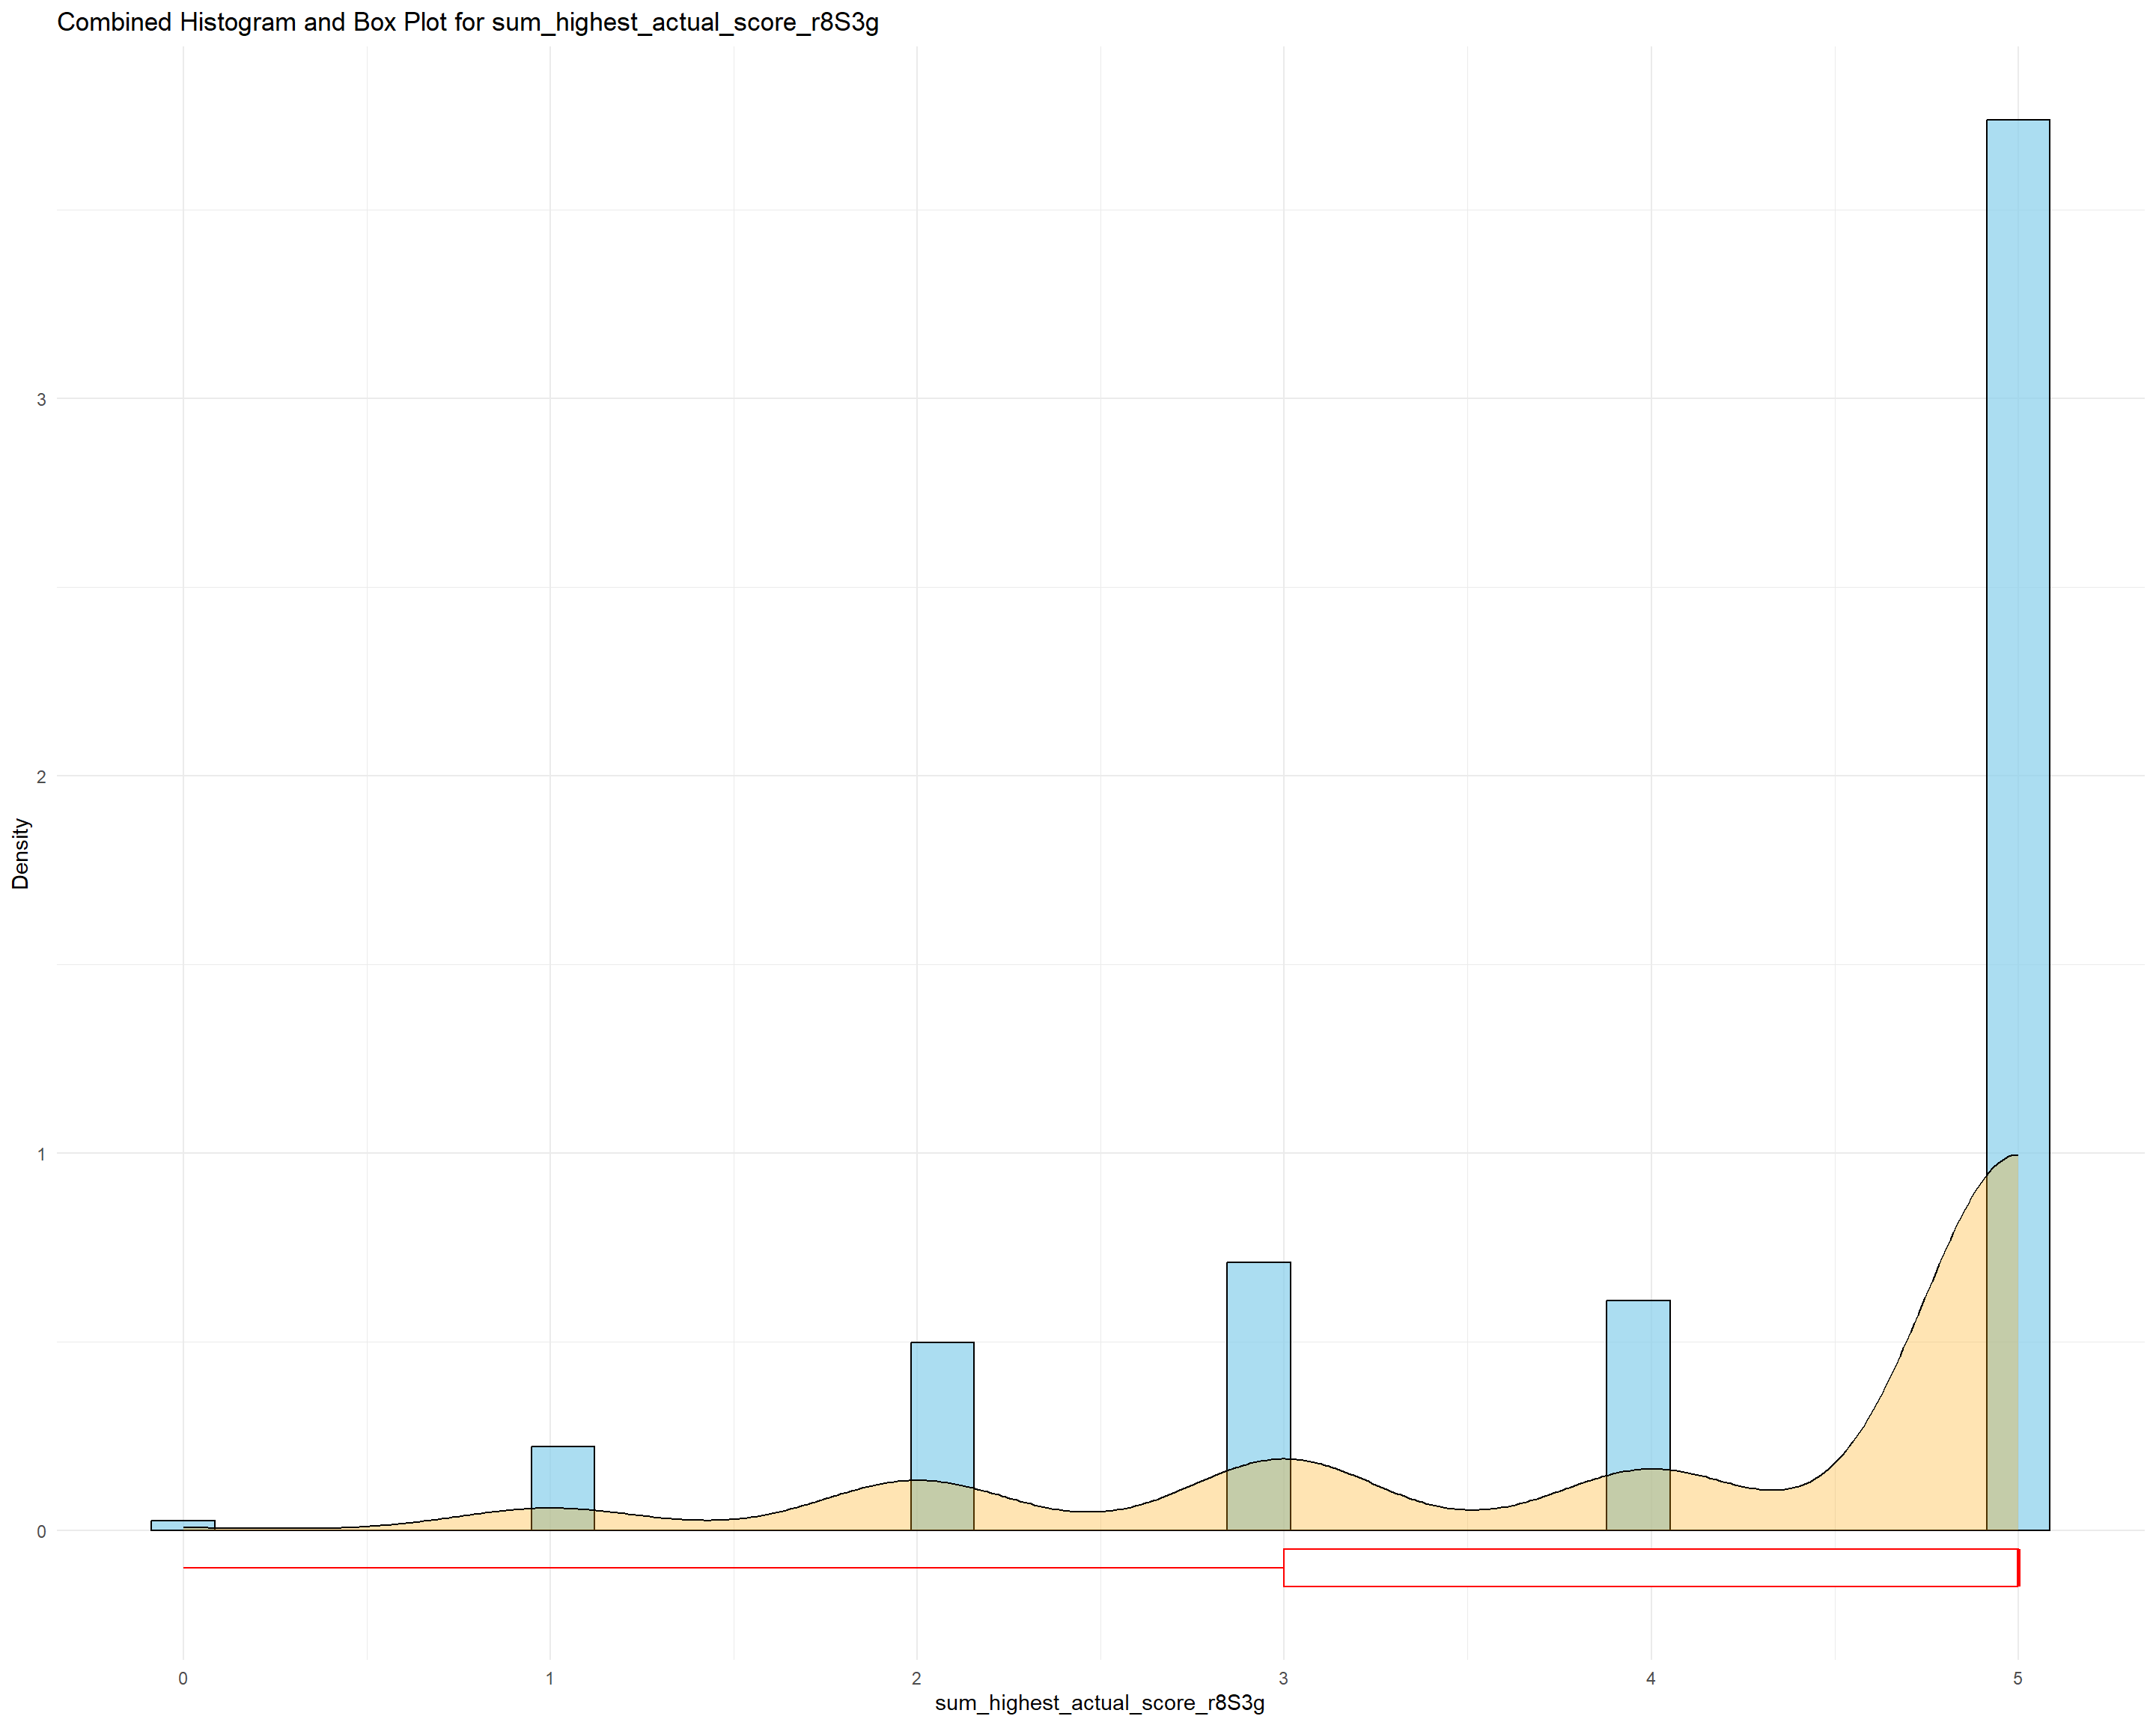 Combined Histogram and Box Plot for sum_highest_actual_score_r8S3g
3
2
1
0
Density
0 1 2 3 4 5
sum_highest_actual_score_r8S3g